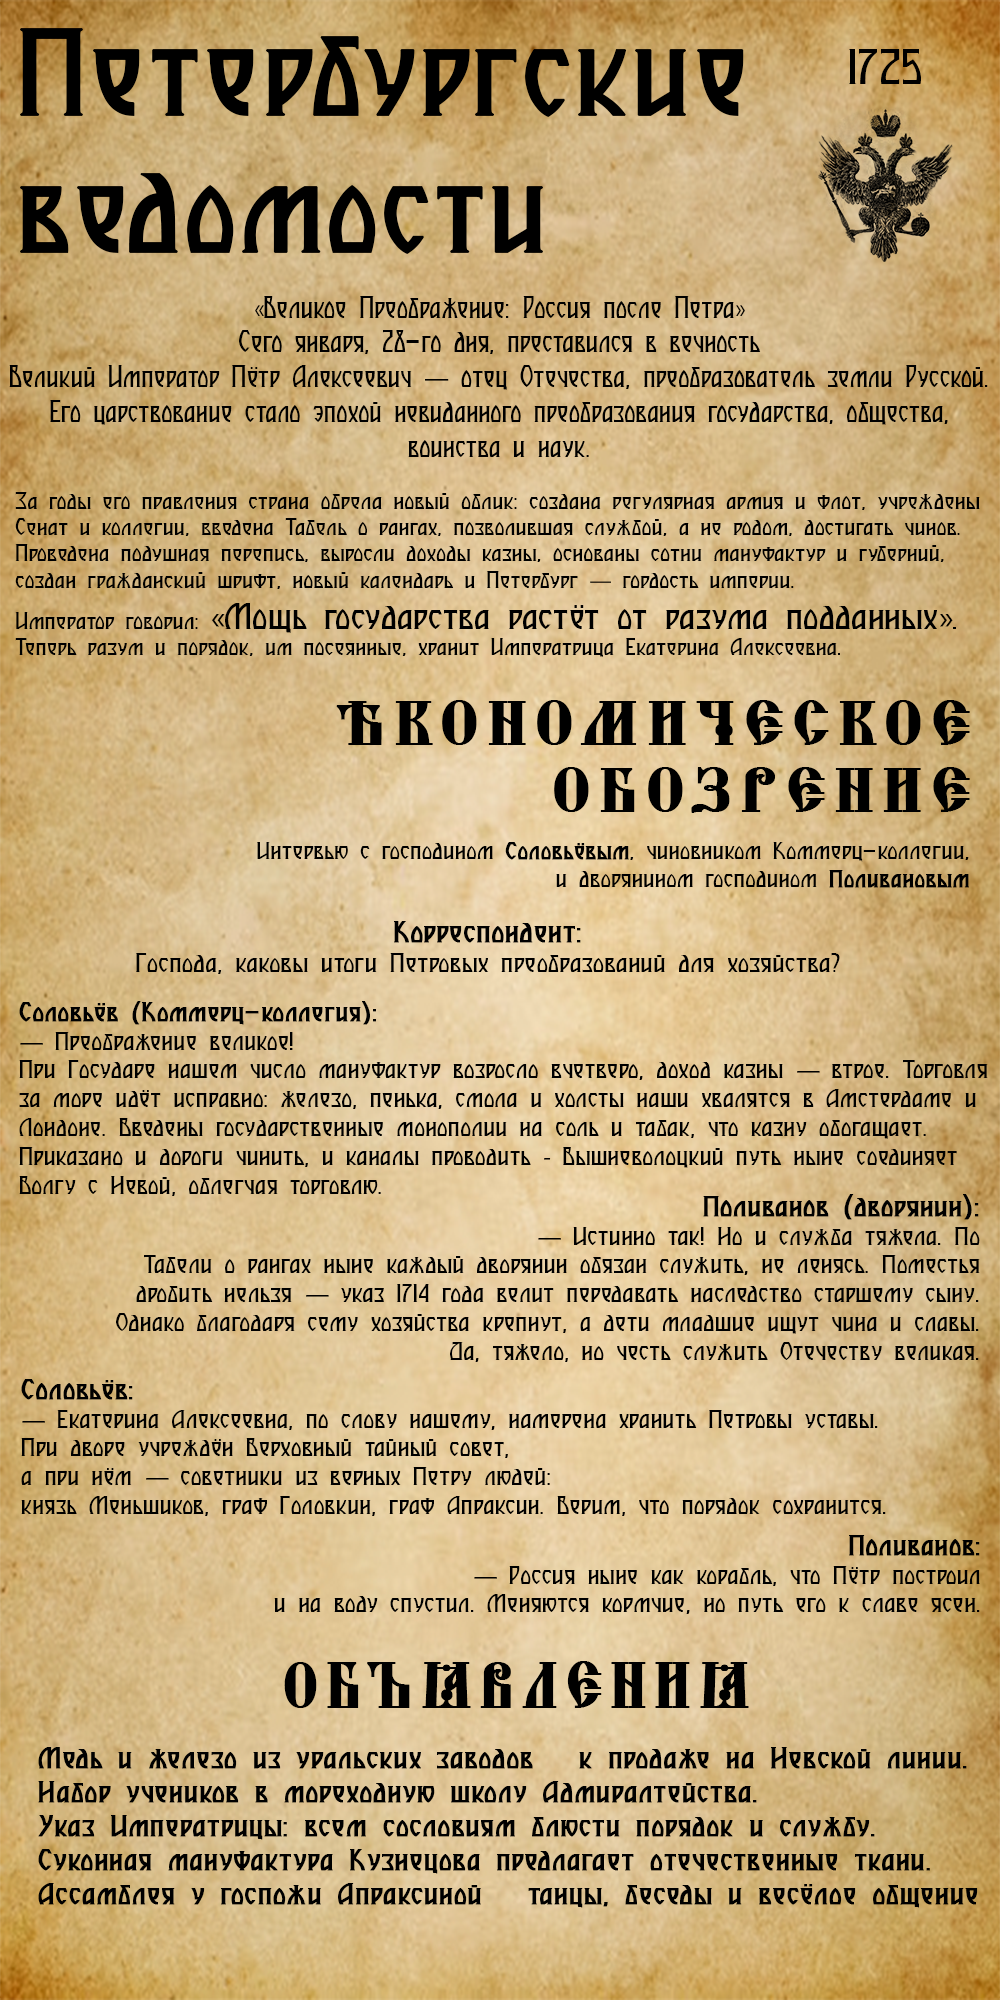 Петербургские
1725
ведомости
«Великое Преображение: Россия после Петра»
Сего января, 28-го дня, преставился в вечность
Великий Император Пётр Алексеевич — отец Отечества, преобразователь земли Русской.
Его царствование стало эпохой невиданного преобразования государства, общества,
воинства и наук.
За годы его правления страна обрела новый облик: создана регулярная армия и флот, учреждены
Сенат и коллегии, введена Табель о рангах, позволившая службой, а не родом, достигать чинов.
Проведена подушная перепись, выросли доходы казны, основаны сотни мануфактур и губерний,
создан гражданский шрифт, новый календарь и Петербург — гордость империи.
Император говорил: «Мощь государства растёт от разума подданных».
Теперь разум и порядок, им посеянные, хранит Императрица Екатерина Алексеевна.
ѢКОНОМИЧЕСКОЕ
ОБОЗРЕНИЕ
Интервью с господином Соловьёвым, чиновником Коммерц-коллегии,
и дворянином господином Поливановым
Корреспондент:
Господа, каковы итоги Петровых преобразований для хозяйства?
Соловьёв (Коммерц-коллегия):
— Преображение великое!
При Государе нашем число мануфактур возросло вчетверо, доход казны — втрое. Торговля
за море идёт исправно: железо, пенька, смола и холсты наши хвалятся в Амстердаме и
Лондоне. Введены государственные монополии на соль и табак, что казну обогащает.
Приказано и дороги чинить, и каналы проводить - Вышневолоцкий путь ныне соединяет
Волгу с Невой, облегчая торговлю.
Поливанов (дворянин):
— Истинно так! Но и служба тяжела. По
Табели о рангах ныне каждый дворянин обязан служить, не ленясь. Поместья
дробить нельзя — указ 1714 года велит передавать наследство старшему сыну.
Однако благодаря сему хозяйства крепнут, а дети младшие ищут чина и славы.
Да, тяжело, но честь служить Отечеству великая.
Соловьёв:
— Екатерина Алексеевна, по слову нашему, намерена хранить Петровы уставы.
При дворе учреждён Верховный тайный совет,
а при нём — советники из верных Петру людей:
князь Меньшиков, граф Головкин, граф Апраксин. Верим, что порядок сохранится.
Поливанов:
— Россия ныне как корабль, что Пётр построил
и на воду спустил. Меняются кормчие, но путь его к славе ясен.
ОБЪЯВЛЕНИЯ
Медь и железо из уральских заводов к продаже на Невской линии.
Набор учеников в мореходную школу Адмиралтейства.
Указ Императрицы: всем сословиям блюсти порядок и службу.
Суконная мануфактура Кузнецова предлагает отечественные ткани.
Ассамблея у госпожи Апраксиной танцы, беседы и весёлое общение